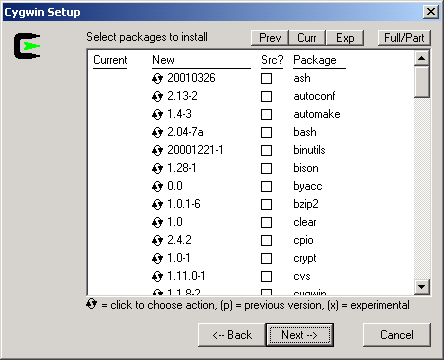 Cygwin Setup
Select packages to install Prev Curr Exp Full/Part
Current New Src? Package
20010326 ash
2.13-2 autoconf
1.4-3 automake
2.04-7a bash
20001221-1 binutils
1.28-1 bison
0.0 byacc
1.0.1-6 bzip2
1.0 clear
2.4.2 cpio
1.0-1 crypt
1.11.0-1 cvs
1.1.8-2 cygwin
= click to choose action, (p) = previous version, (x) = experimental
<-- Back Next --> Cancel